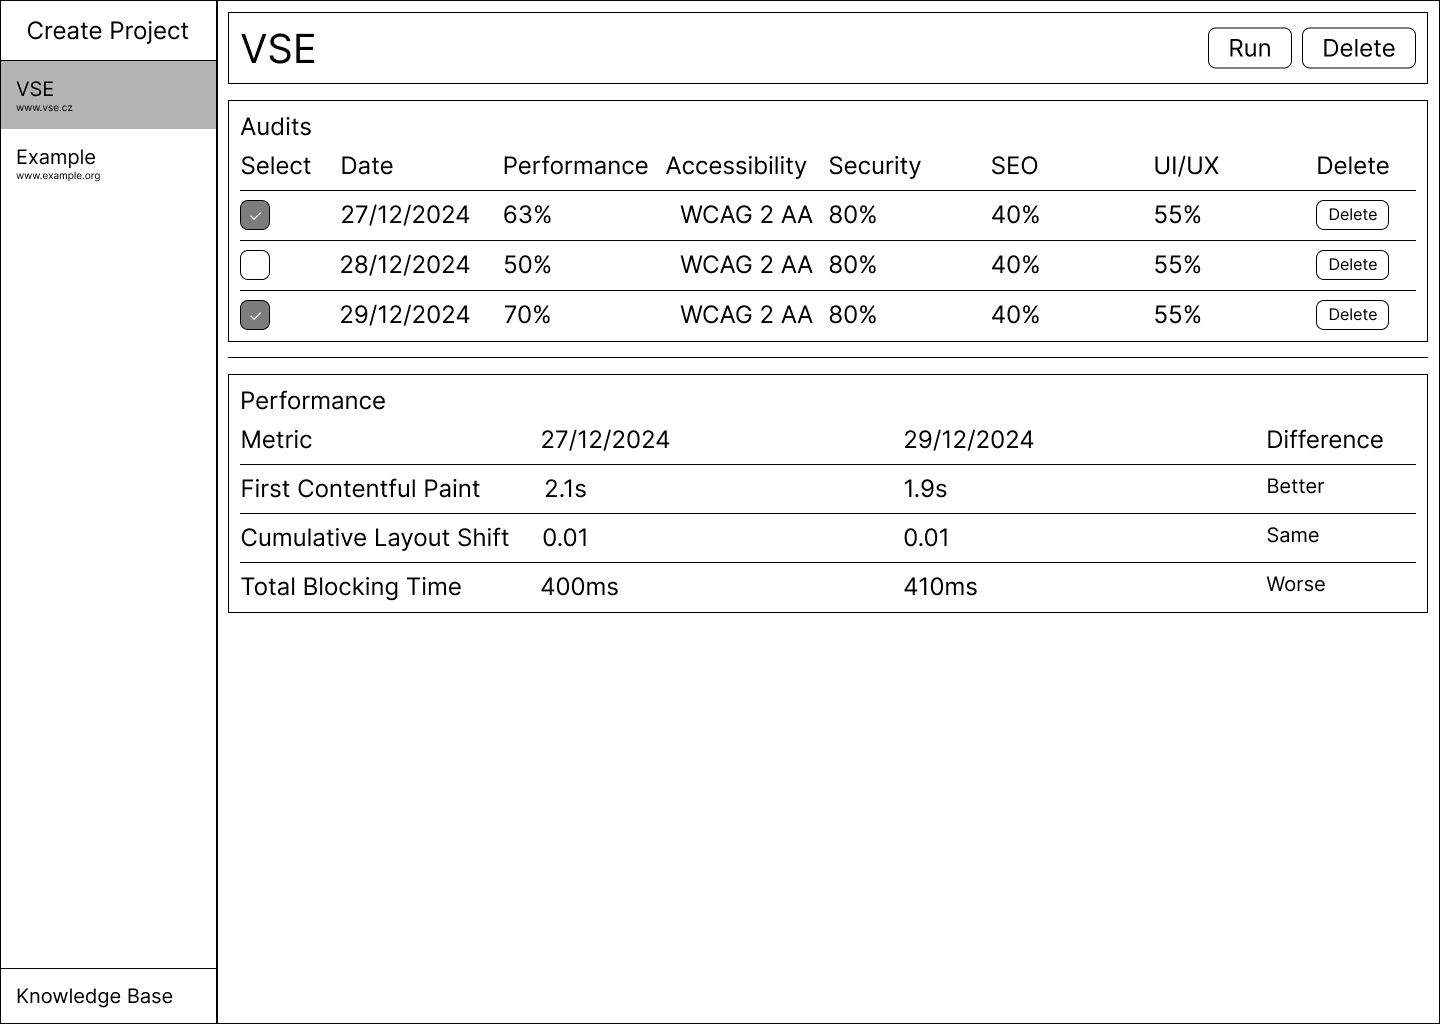 Create Project
VSE
www.vse.cz
Example
www.example.org
Knowledge Base
VSE Run Delete
Audits
Select Date Performance Accessibility Security SEO UI/UX Delete
27/12/2024 63% WCAG 2 AA 80% 40% 55% Delete
28/12/2024 50% WCAG 2 AA 80% 40% 55% Delete
29/12/2024 70% WCAG 2 AA 80% 40% 55% Delete
Performance
Metric 27/12/2024 29/12/2024 Difference
First Contentful Paint 2.1s 1.9s Better
Cumulative Layout Shift 0.01 0.01 Same
Total Blocking Time 400ms 410ms Worse